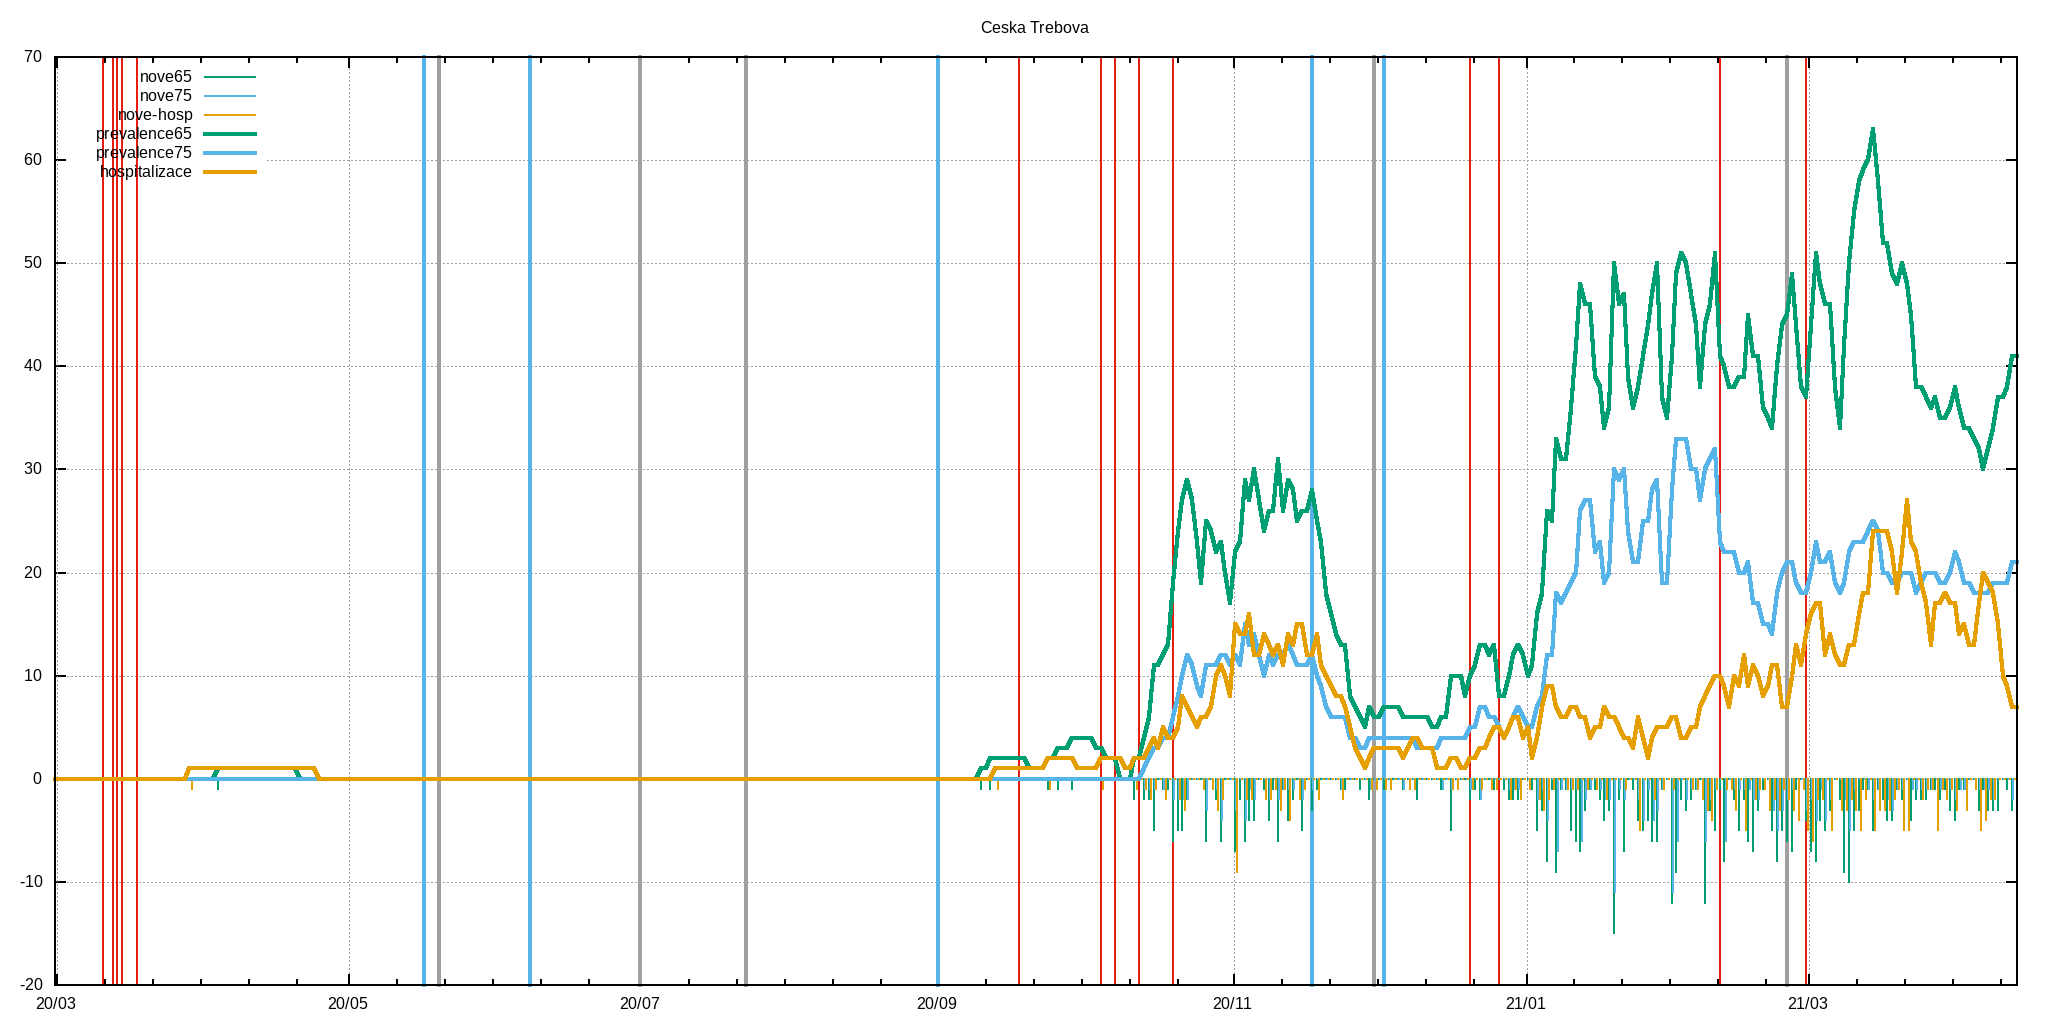 Ceska Trebova
70
60
50
40
30
20
10
0
-10
-20
nove65
nove75
nove-hosp
prevalence65
prevalence75
hospitalizace
20/03 20/05 20/07 20/09 20/11 21/01 21/03